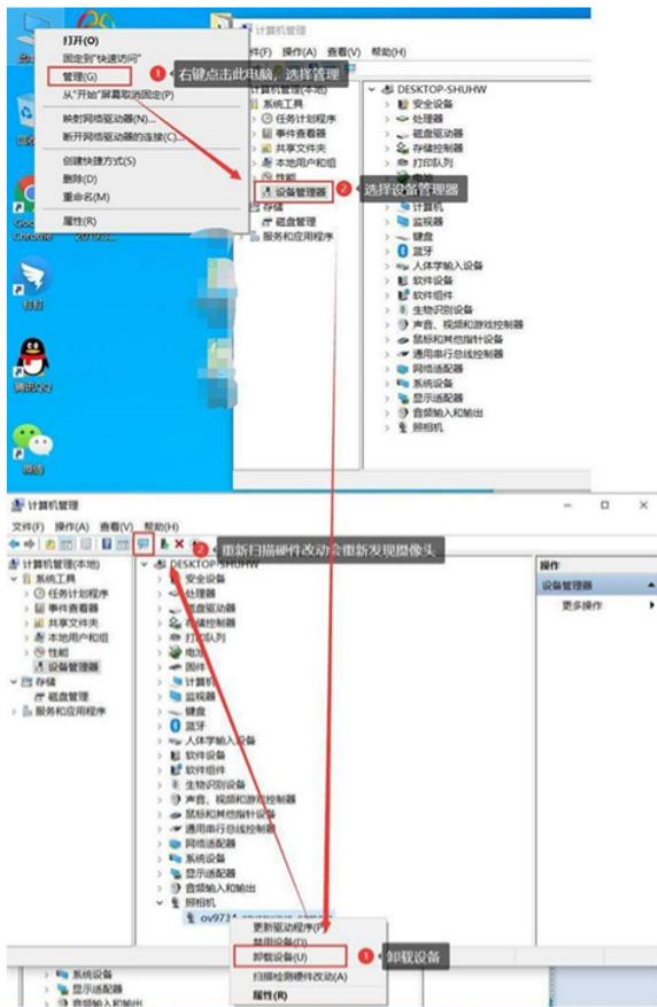 打开(O)
固定到"快速访问"
管理(G)
1 右键点击此电脑，选择管理
从"开始"屏幕取消固定(P)
映射网络驱动器(N)...
断开网络驱动器的连接(C)...
创建快捷方式(S)
删除(D)
重命名(M)
属性(R)
Chrome
钉钉
腾讯QQ
微信
计算机管理
文件(F) 操作(A) 查看(V) 帮助(H)
计算机管理(本地)
系统工具
任务计划程序
事件查看器
共享文件夹
本地用户和组
性能
设备管理器
2 选择设备管理器
存储
磁盘管理
服务和应用程序
DESKTOP-SHUHW
安全设备
处理器
磁盘驱动器
存储控制器
打印队列
电池
计算机
监视器
键盘
蓝牙
人体学输入设备
软件设备
软件组件
生物识别设备
声音、视频和游戏控制器
鼠标和其他指针设备
通用串行总线控制器
网络适配器
系统设备
显示适配器
音频输入和输出
照相机
计算机管理
文件(F) 操作(A) 查看(V) 帮助(H)
2 重新扫描硬件改动会重新发现摄像头
计算机管理(本地)
系统工具
任务计划程序
事件查看器
共享文件夹
本地用户和组
性能
设备管理器
存储
磁盘管理
服务和应用程序
DESKTOP-SHUHW
安全设备
处理器
磁盘驱动器
存储控制器
打印队列
电池
固件
计算机
监视器
键盘
蓝牙
人体学输入设备
软件设备
软件组件
生物识别设备
声音、视频和游戏控制器
鼠标和其他指针设备
通用串行总线控制器
网络适配器
系统设备
显示适配器
音频输入和输出
照相机
操作
设备管理器
更多操作
更新驱动程序(P)
禁用设备(D)
卸载设备(U)
1 卸载设备
扫描检测硬件改动(A)
属性(R)
系统设备
显示适配器
音频输入和输出